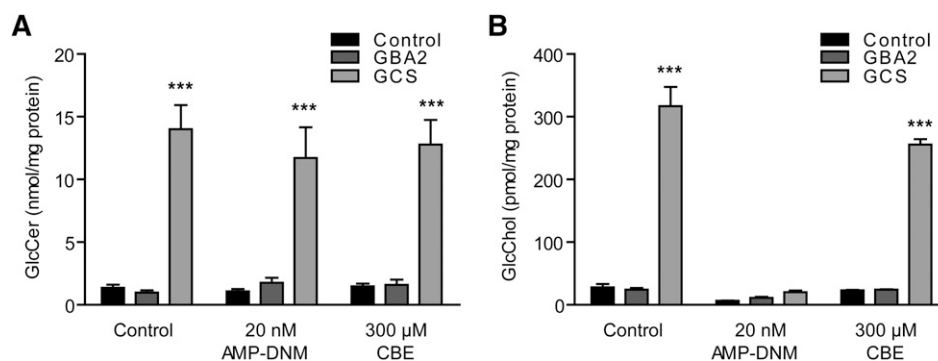 A
Control
GBA2
GCS
GlcCer (nmol/mg protein)
20
15
10
5
0
***
***
***
Control
20 nM
AMP-DNM
300 µM
CBE
B
Control
GBA2
GCS
GlcChol (pmol/mg protein)
400
300
200
100
0
***
***
Control
20 nM
AMP-DNM
300 µM
CBE